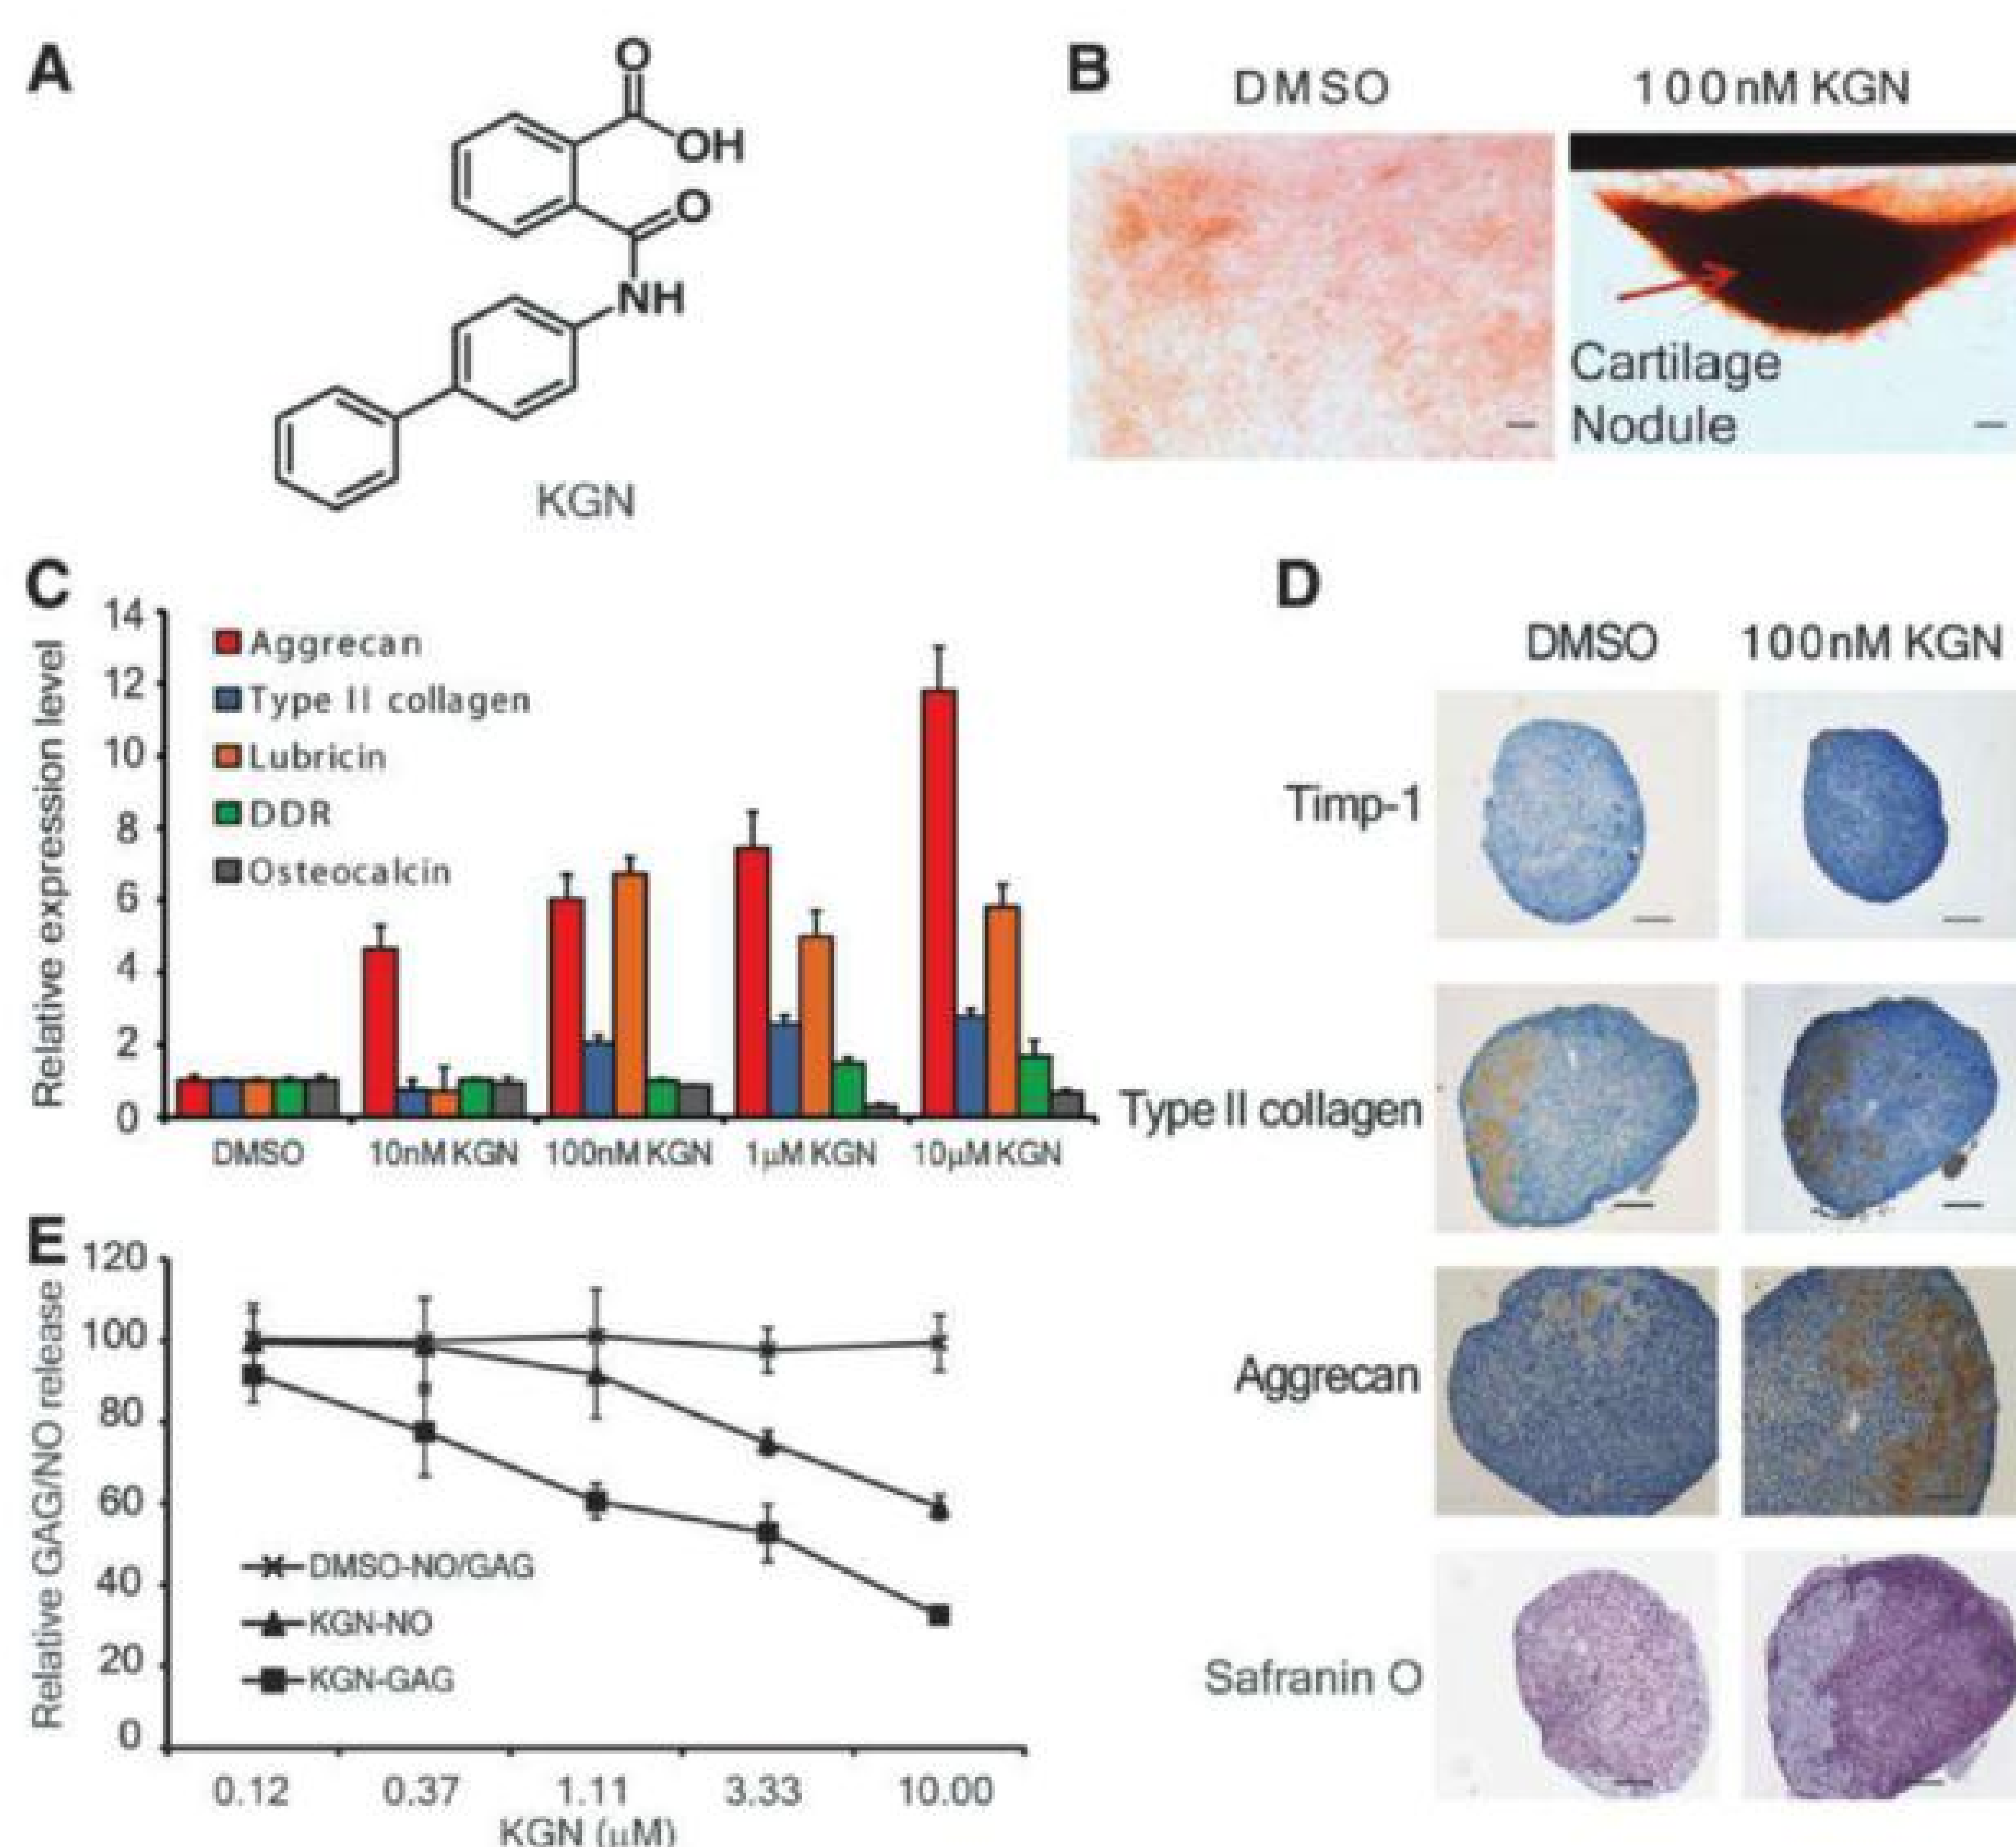 A
O
OH
O
NH
KGN
B
DMSO
100nM KGN
Cartilage
Nodule
C
Relative expression level
14
12
10
8
6
4
2
0
Aggrecan
Type II collagen
Lubricin
DDR
Osteocalcin
DMSO
10nM KGN
100nM KGN
1μM KGN
10μM KGN
D
DMSO
100nM KGN
Timp-1
Type II collagen
Aggrecan
Safranin O
E
Relative GAG/NO release
120
100
80
60
40
20
0
DMSO-NO/GAG
KGN-NO
KGN-GAG
0.12
0.37
1.11
3.33
10.00
KGN (μM)